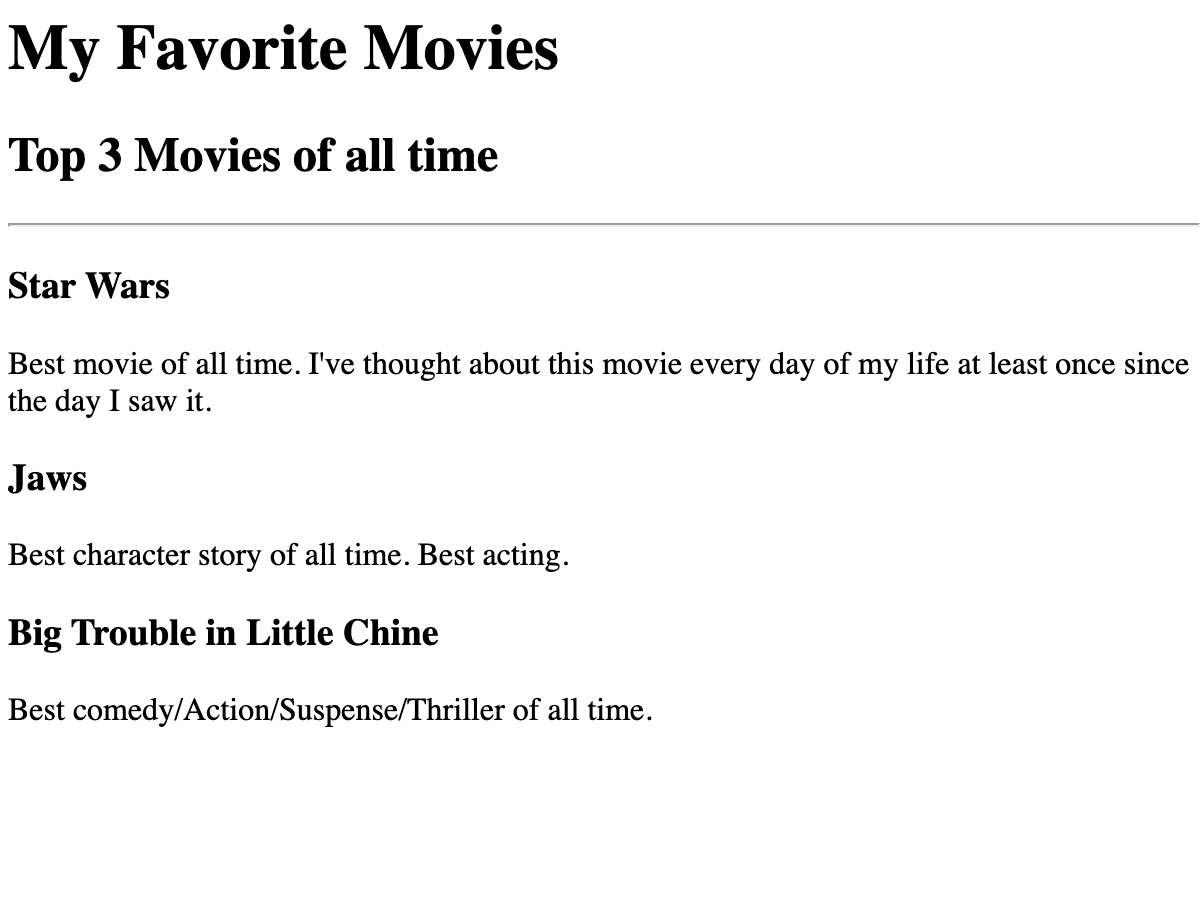 My Favorite Movies
Top 3 Movies of all time
Star Wars
Best movie of all time. I've thought about this movie every day of my life at least once since
the day I saw it.
Jaws
Best character story of all time. Best acting.
Big Trouble in Little Chine
Best comedy/Action/Suspense/Thriller of all time.